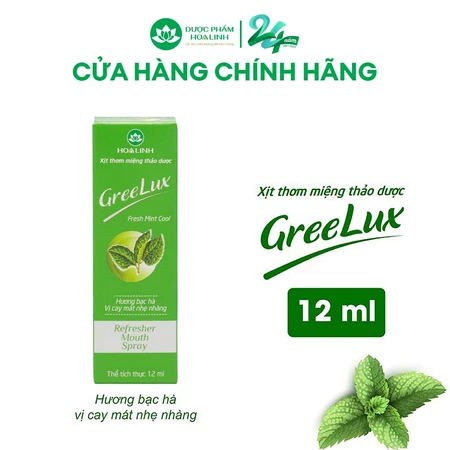 DƯỢC PHẨM
HOA LINH
24
năm
CỬA HÀNG CHÍNH HÃNG
HOA LINH
Xịt thơm miệng thảo dược
GreeLux
Fresh Mint Cool
Hương bạc hà
Vị cay mát nhẹ nhàng
Refresher
Mouth
Spray
Thể tích thực 12 ml
Hương bạc hà
vị cay mát nhẹ nhàng
Xịt thơm miệng thảo dược
GreeLux
12 ml